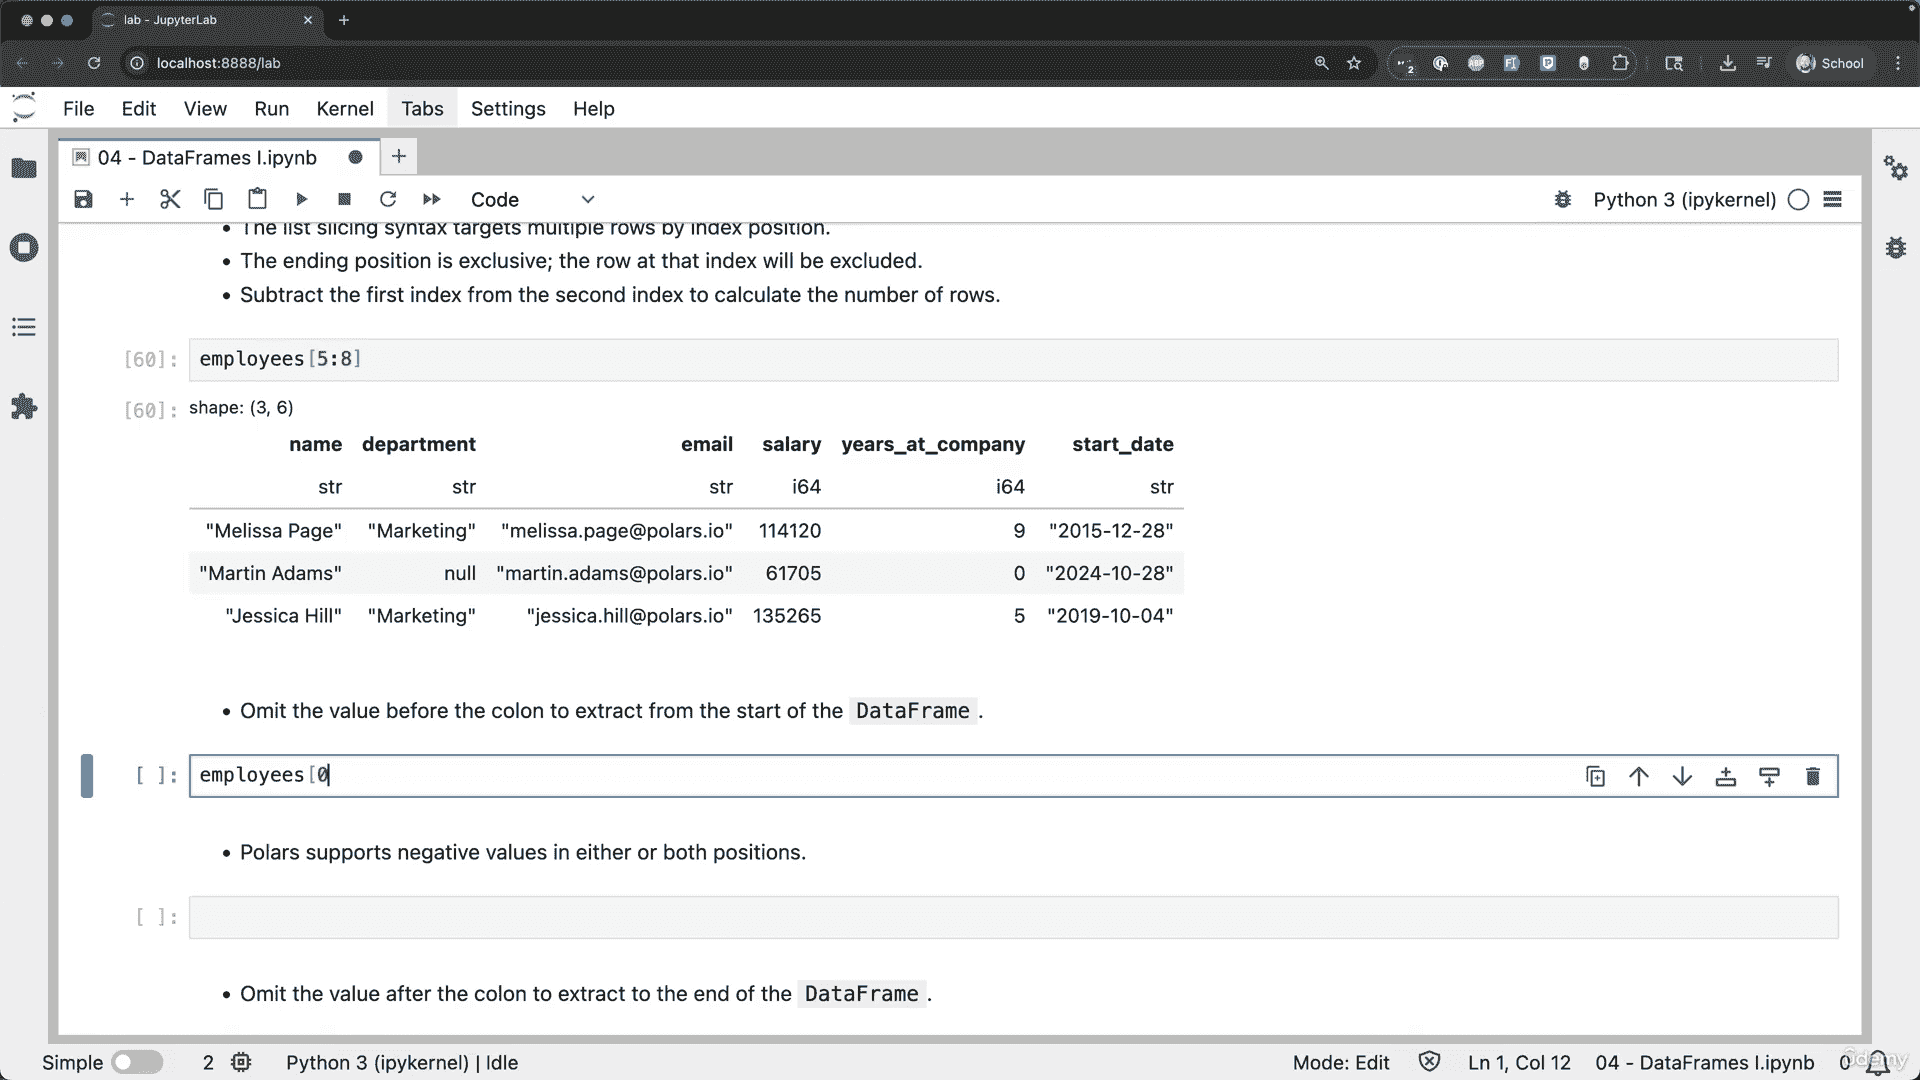 lab - JupyterLab
localhost:8888/lab
2
ABP
School
File Edit View Run Kernel Tabs Settings Help
04 - DataFrames I.ipynb
Code
Python 3 (ipykernel)
• The list slicing syntax targets multiple rows by index position.
• The ending position is exclusive; the row at that index will be excluded.
• Subtract the first index from the second index to calculate the number of rows.
[60]: employees[5:8]
[60]: shape: (3, 6)
name department email salary years_at_company start_date
str str str i64 i64 str
"Melissa Page" "Marketing" "melissa.page@polars.io" 114120 9 "2015-12-28"
"Martin Adams" null "martin.adams@polars.io" 61705 0 "2024-10-28"
"Jessica Hill" "Marketing" "jessica.hill@polars.io" 135265 5 "2019-10-04"
• Omit the value before the colon to extract from the start of the DataFrame.
[ ]: employees[0
• Polars supports negative values in either or both positions.
[ ]:
• Omit the value after the colon to extract to the end of the DataFrame.
Simple 2 Python 3 (ipykernel) | Idle Mode: Edit Ln 1, Col 12 04 - DataFrames I.ipynb 0
Udemy